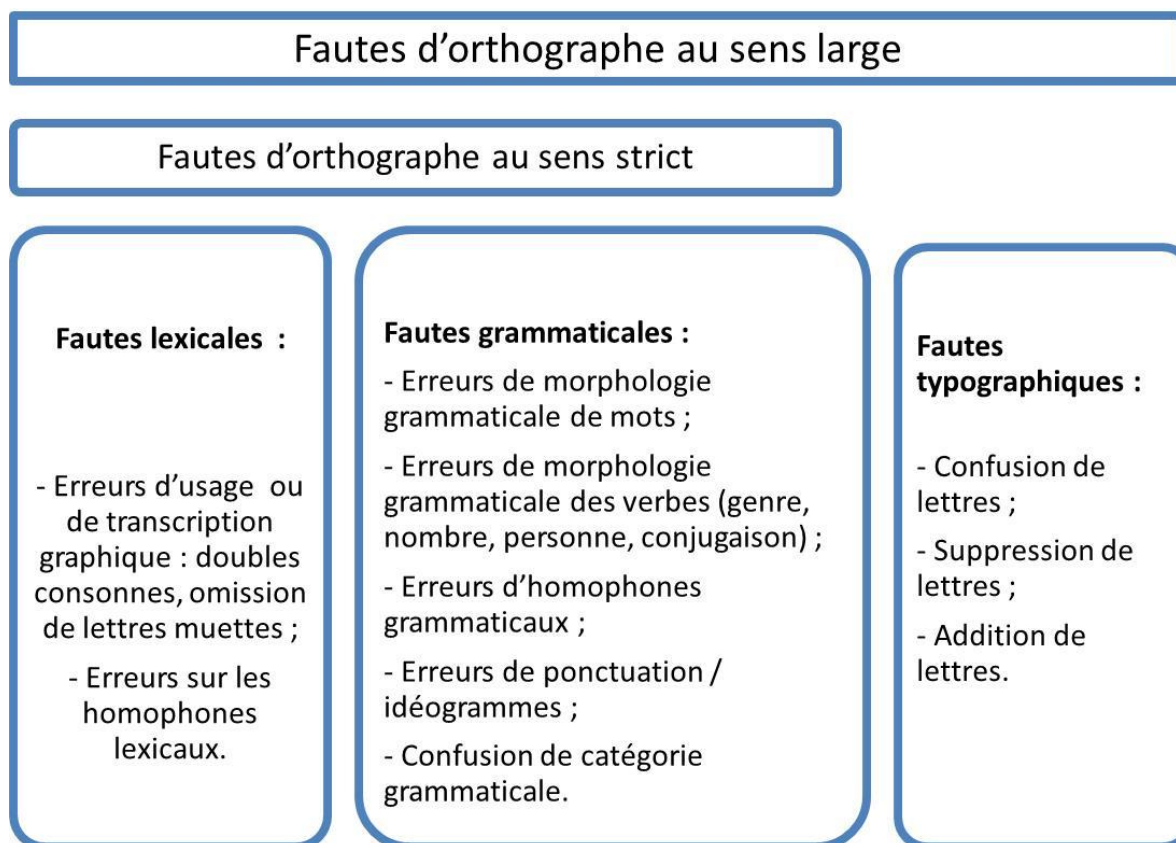 Fautes d’orthographe au sens large
Fautes d’orthographe au sens strict
Fautes lexicales :
- Erreurs d’usage ou
de transcription
graphique : doubles
consonnes, omission
de lettres muettes ;
- Erreurs sur les
homophones
lexicaux.
Fautes grammaticales :
- Erreurs de morphologie
grammaticale de mots ;
- Erreurs de morphologie
grammaticale des verbes (genre,
nombre, personne, conjugaison) ;
- Erreurs d’homophones
grammaticaux ;
- Erreurs de ponctuation /
idéogrammes ;
- Confusion de catégorie
grammaticale.
Fautes
typographiques :
- Confusion de
lettres ;
- Suppression de
lettres ;
- Addition de
lettres.